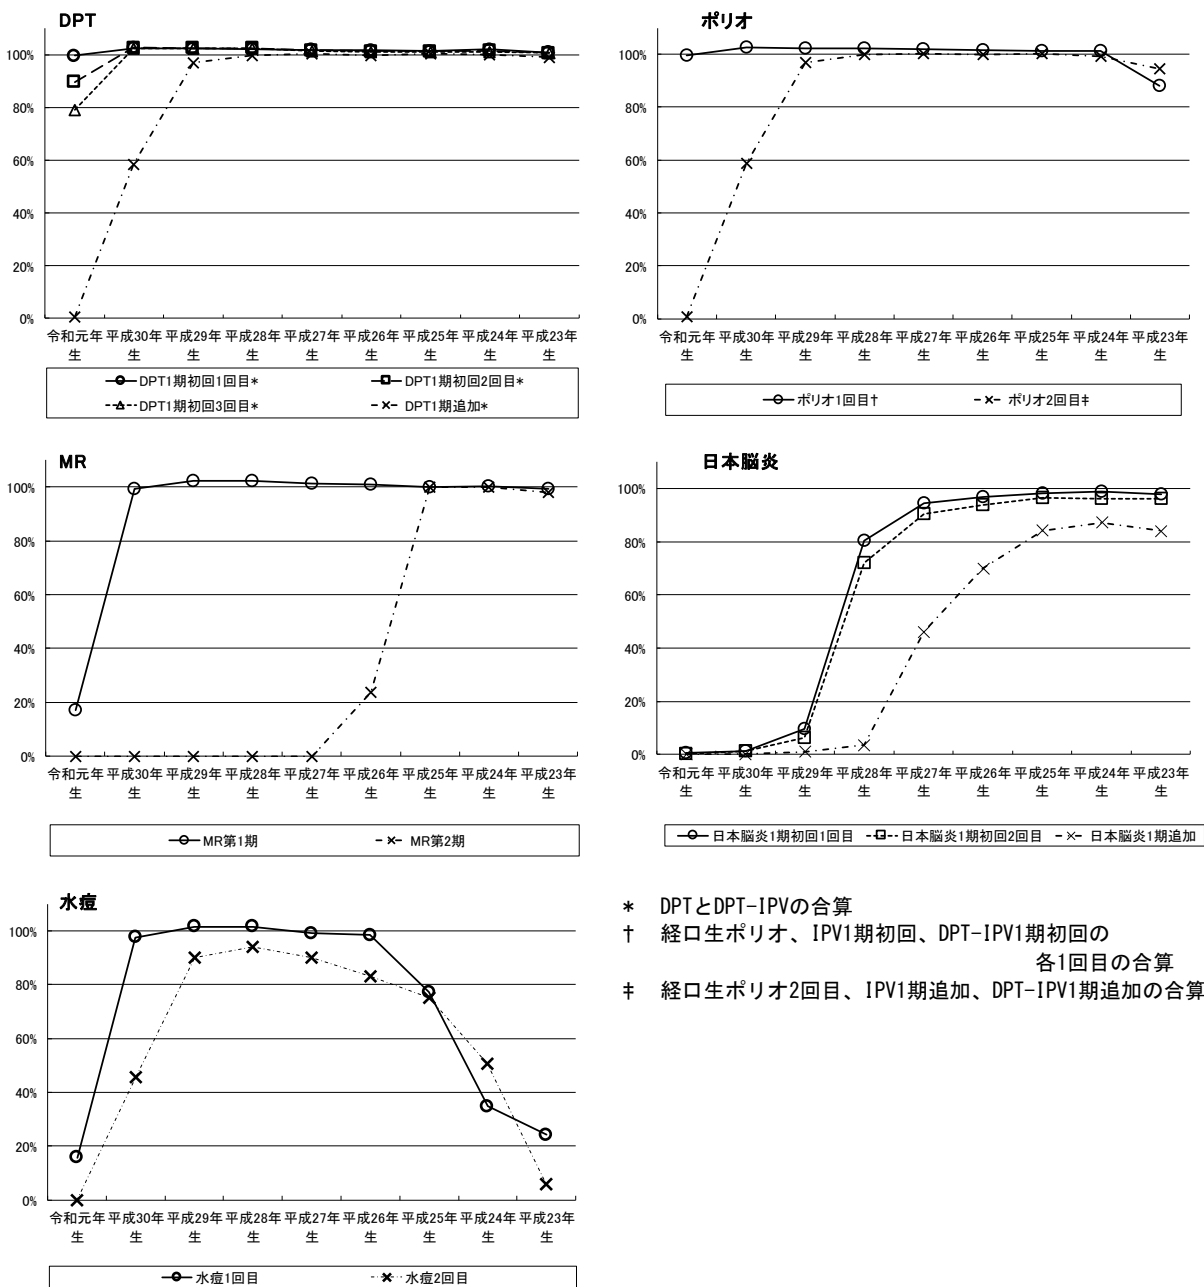 DPT
100%
80%
60%
40%
20%
0%
令和元年 平成30年 平成29年 平成28年 平成27年 平成26年 平成25年 平成24年 平成23年
生 生 生 生 生 生 生 生 生
DPT1期初回1回目* DPT1期初回2回目*
DPT1期初回3回目* DPT1期追加*
ポリオ
100%
80%
60%
40%
20%
0%
令和元年 平成30年 平成29年 平成28年 平成27年 平成26年 平成25年 平成24年 平成23年
生 生 生 生 生 生 生 生 生
ポリオ1回目† ポリオ2回目‡
MR
100%
80%
60%
40%
20%
0%
令和元年 平成30年 平成29年 平成28年 平成27年 平成26年 平成25年 平成24年 平成23年
生 生 生 生 生 生 生 生 生
MR第1期 MR第2期
日本脳炎
100%
80%
60%
40%
20%
0%
令和元年 平成30年 平成29年 平成28年 平成27年 平成26年 平成25年 平成24年 平成23年
生 生 生 生 生 生 生 生 生
日本脳炎1期初回1回目 日本脳炎1期初回2回目 日本脳炎1期追加
水痘
100%
80%
60%
40%
20%
0%
令和元年 平成30年 平成29年 平成28年 平成27年 平成26年 平成25年 平成24年 平成23年
生 生 生 生 生 生 生 生 生
水痘1回目 水痘2回目
* DPTとDPT-IPVの合算
† 経口生ポリオ、IPV1期初回、DPT-IPV1期初回の
各1回目の合算
‡ 経口生ポリオ2回目、IPV1期追加、DPT-IPV1期追加の合算